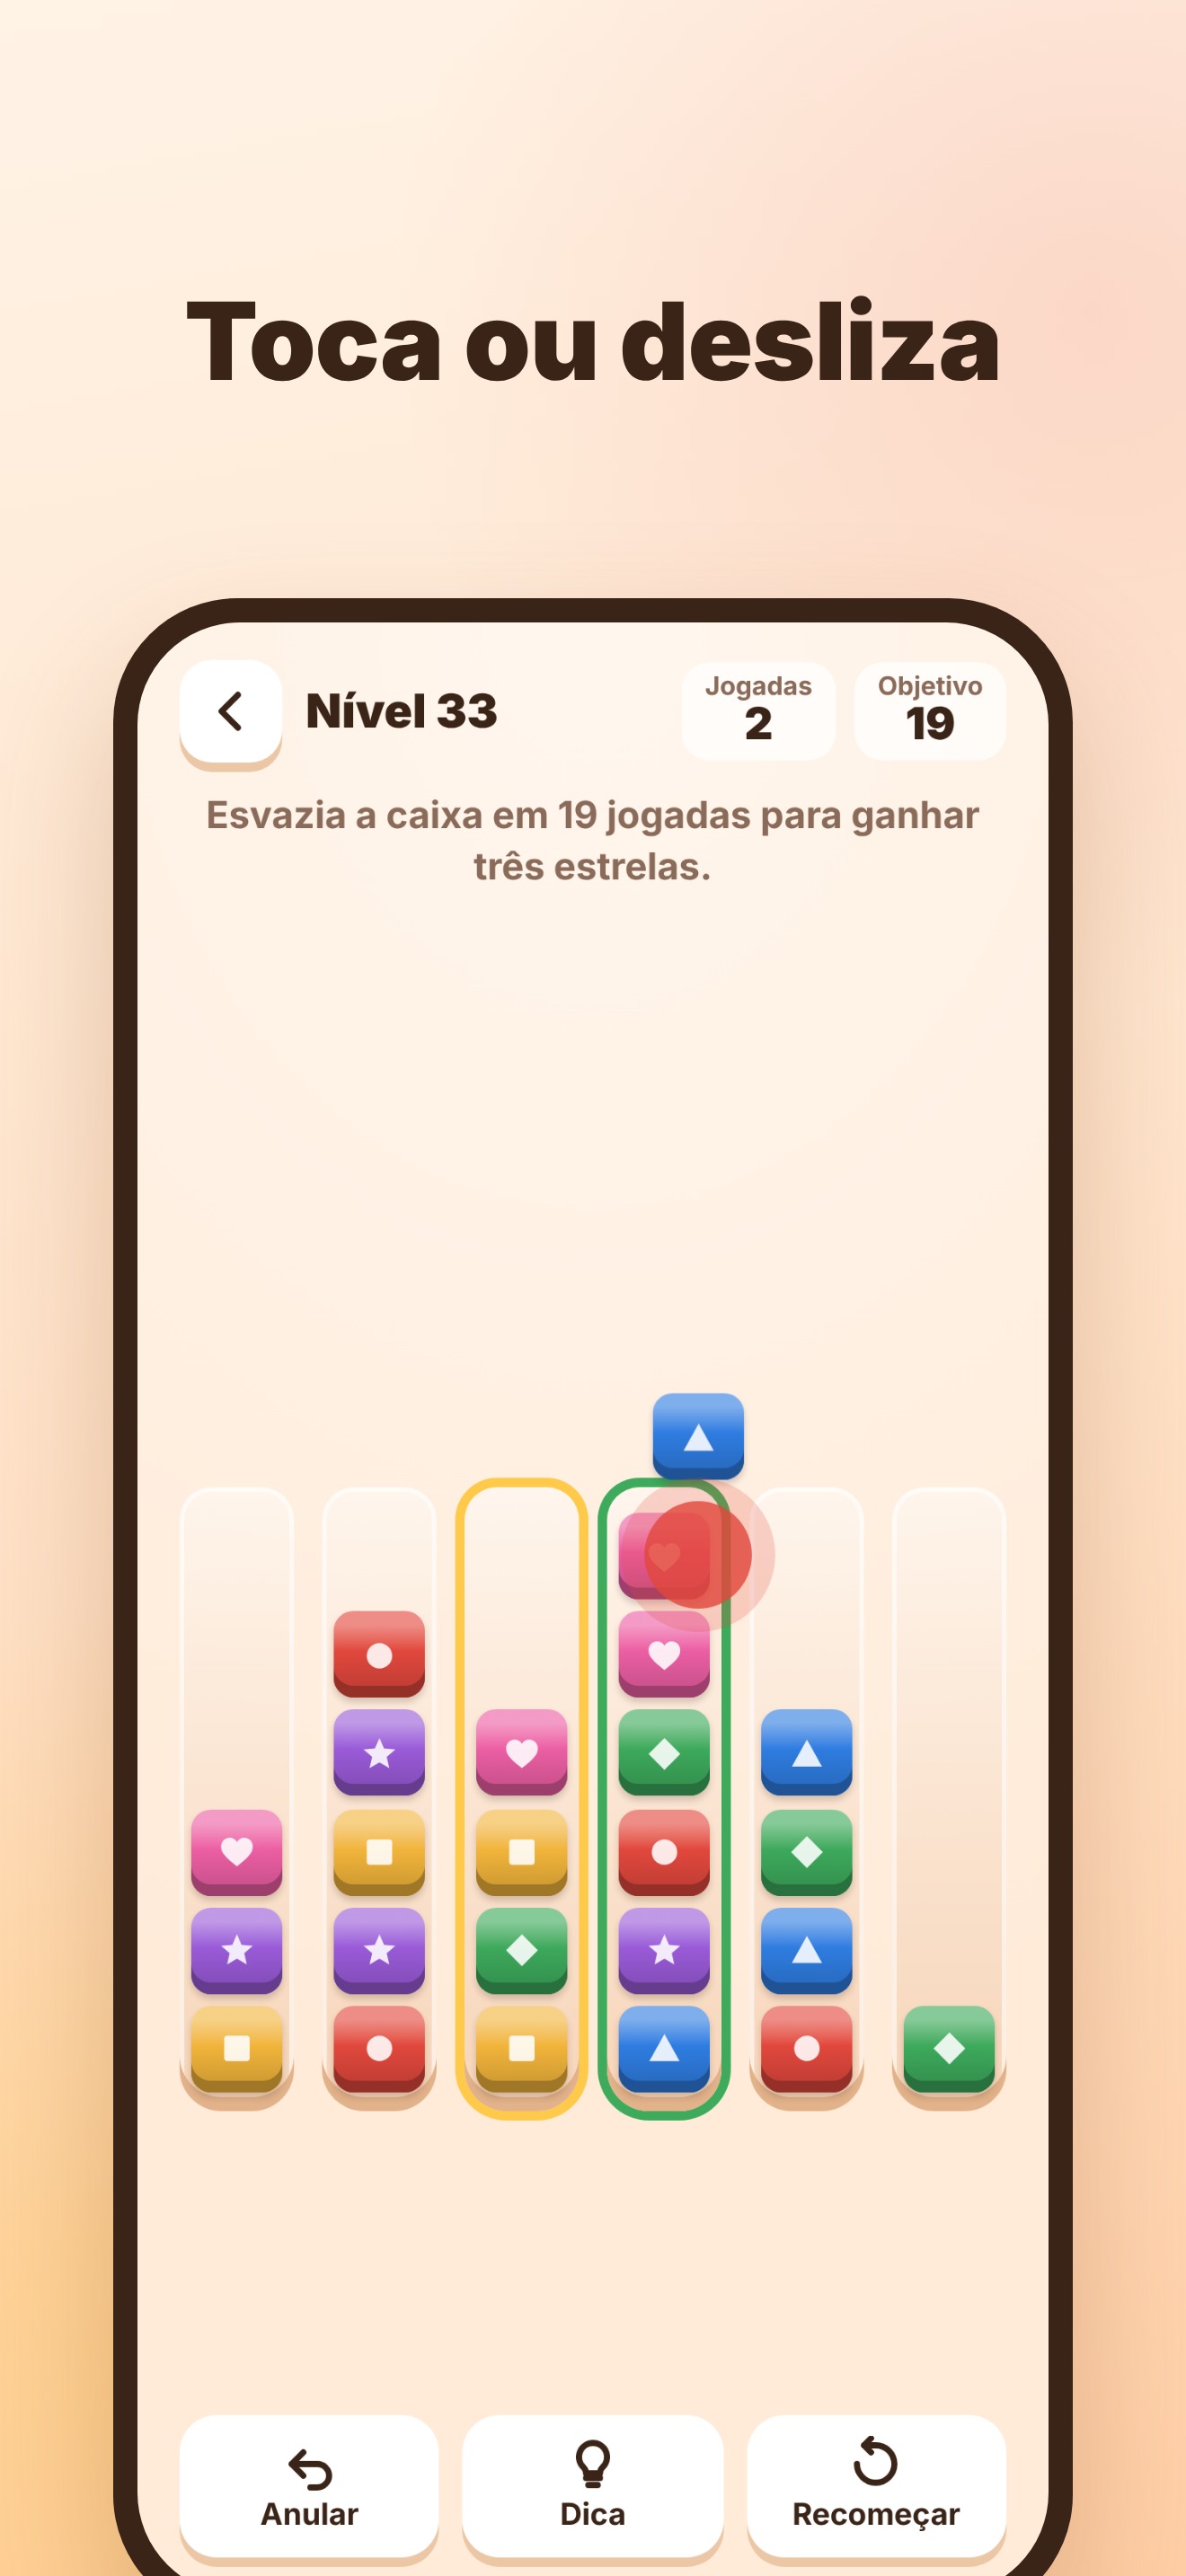 Toca ou desliza
Nível 33
Jogadas
2
Objetivo
19
Esvazia a caixa em 19 jogadas para ganhar
três estrelas.
Anular
Dica
Recomeçar